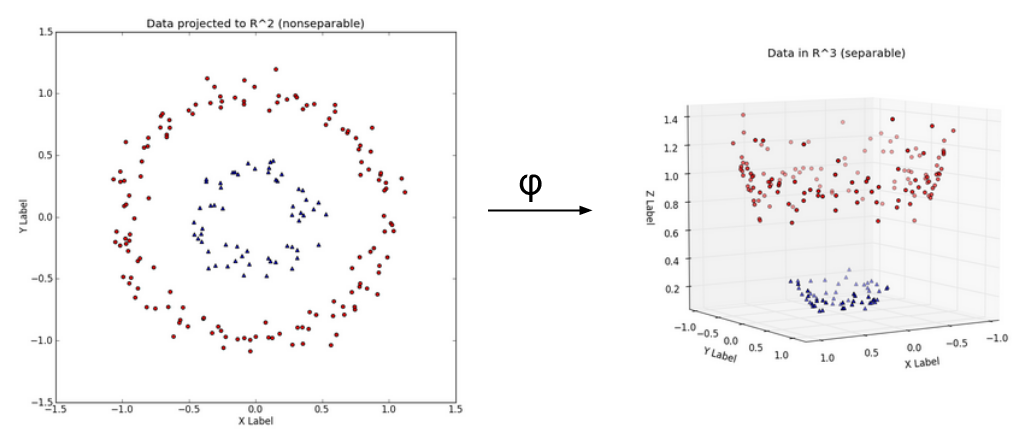 Data projected to R^2 (nonseparable)
1.5
1.0
0.5
0.0
−0.5
−1.0
−1.5
Y Label
−1.5 −1.0 −0.5 0.0 0.5 1.0 1.5
X Label
φ
Data in R^3 (separable)
1.4
1.2
1.0
0.8
0.6
0.4
0.2
Z Label
−1.0 −0.5 0.0 0.5 1.0
Y Label
1.0 0.5 0.0 −0.5 −1.0
X Label